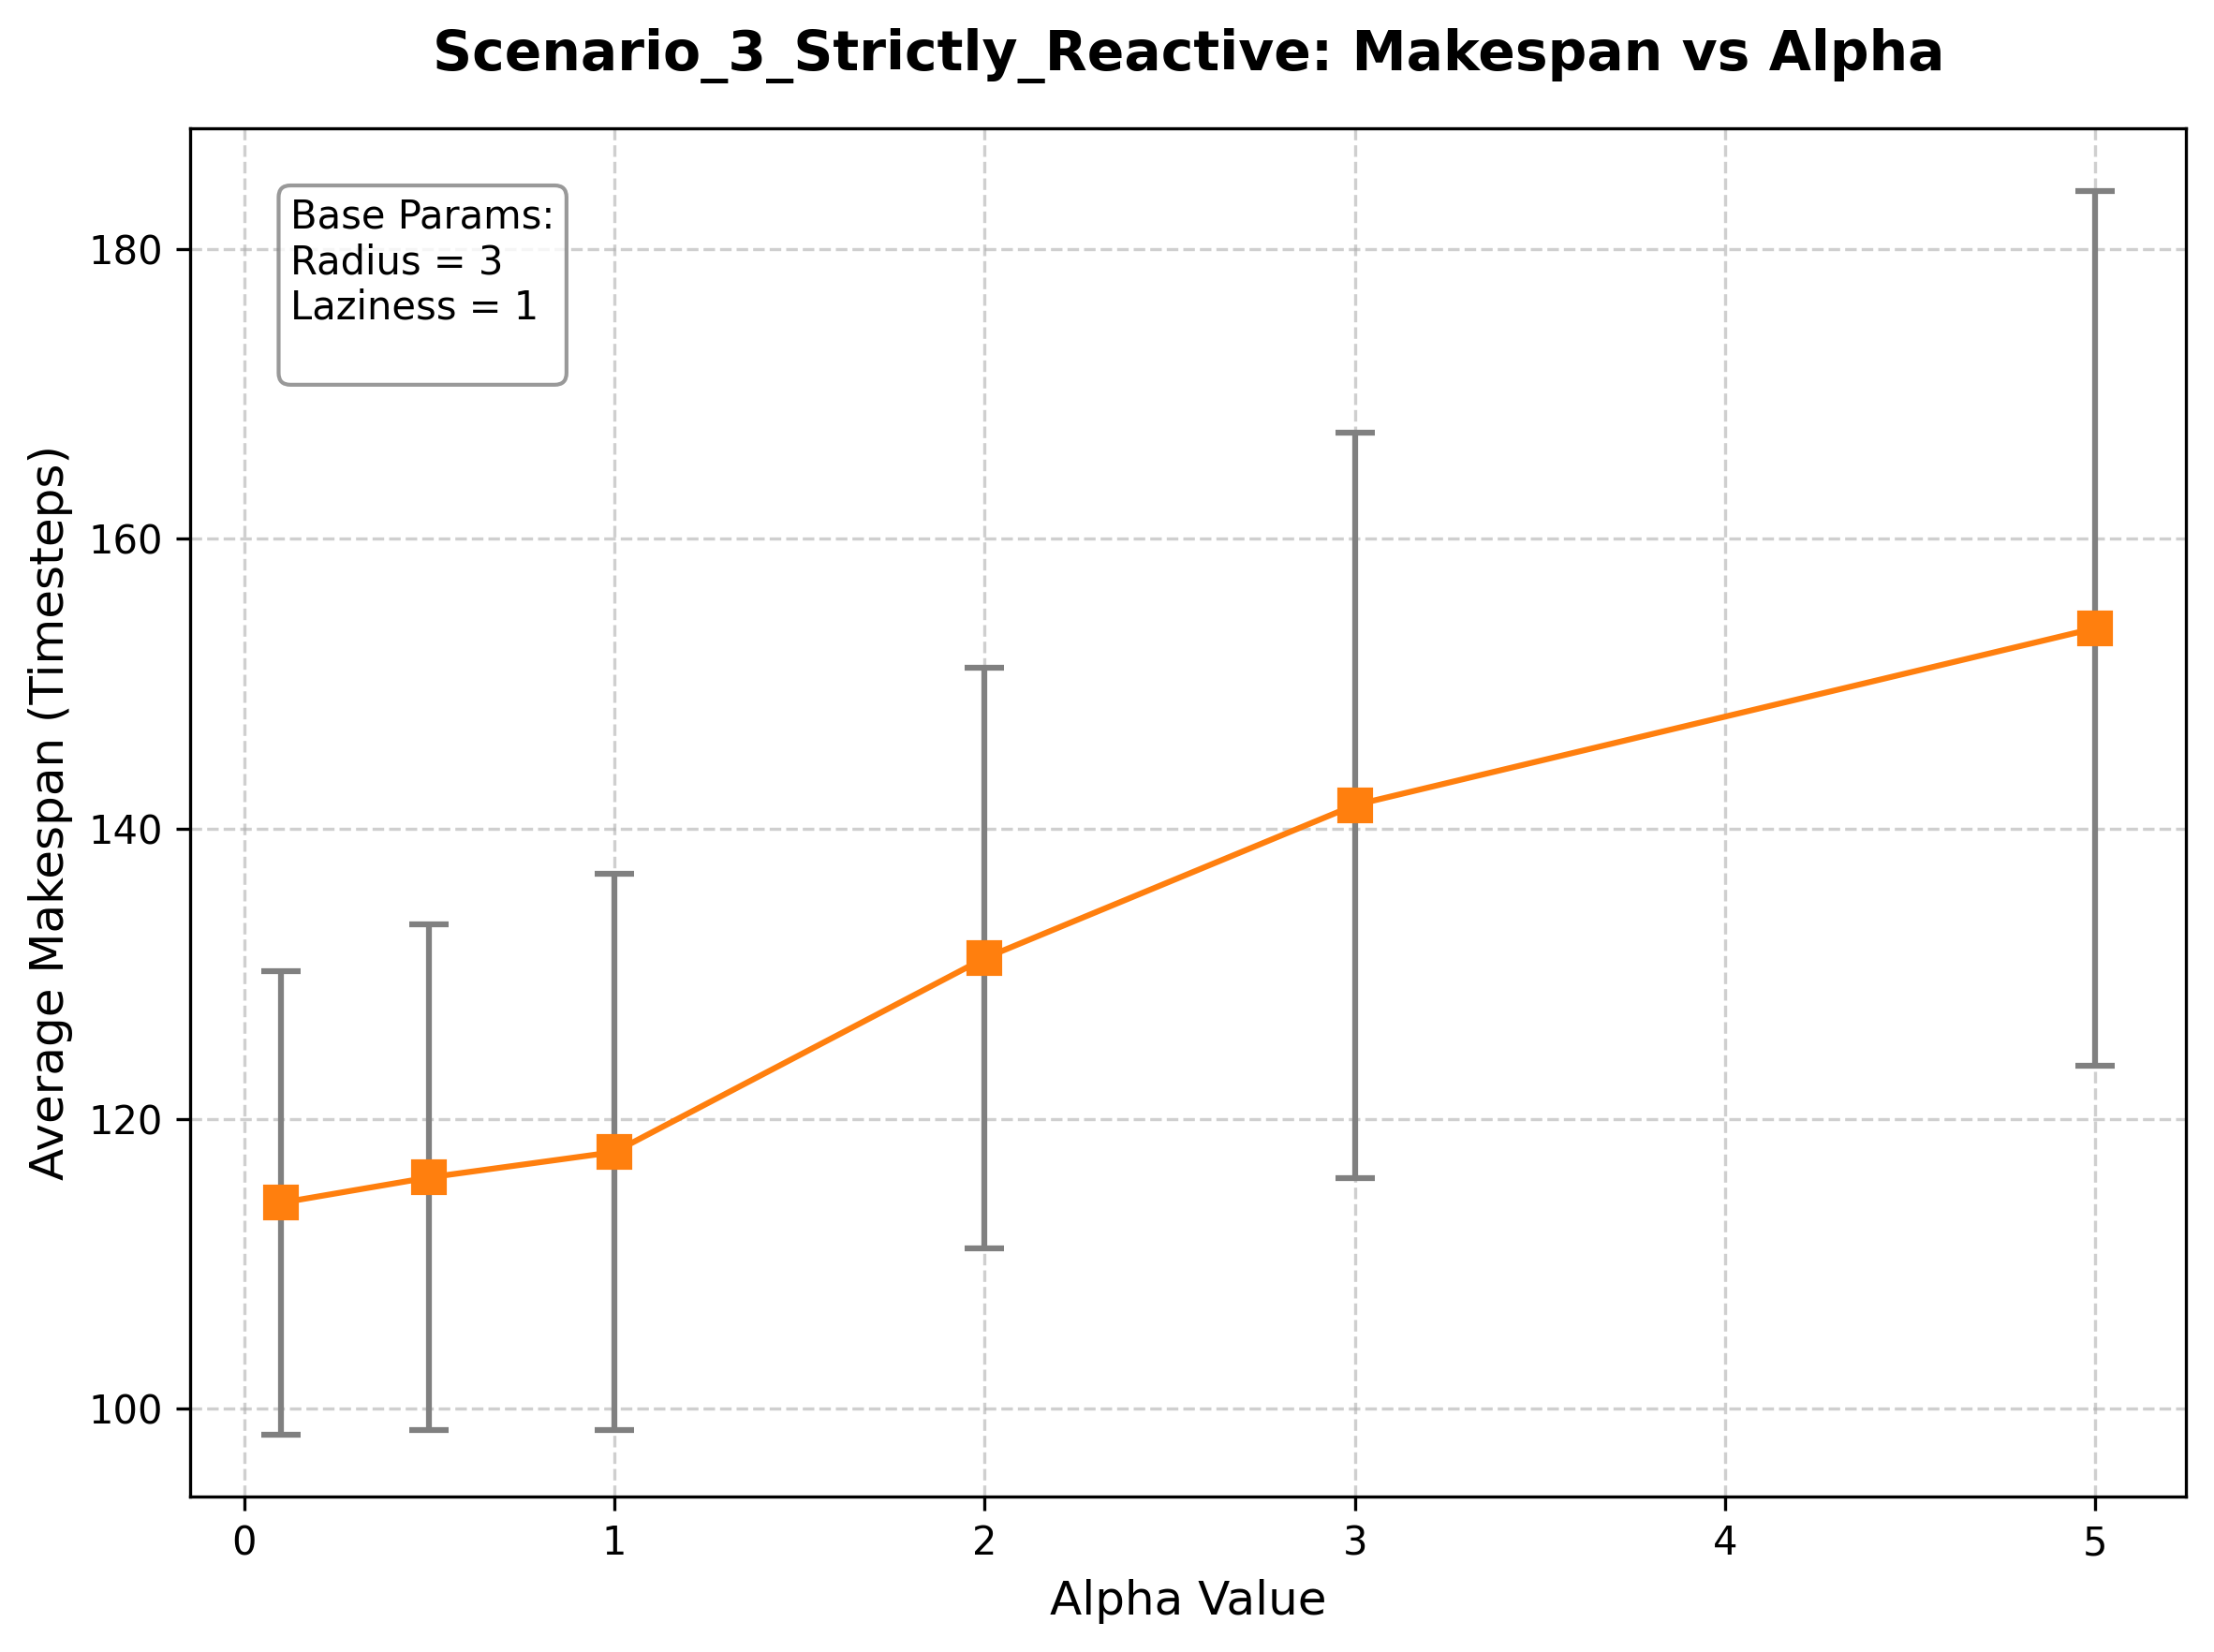 Scenario_3_Strictly_Reactive: Makespan vs Alpha
Base Params:
Radius = 3
Laziness = 1
Average Makespan (Timesteps)
180
160
140
120
100
0 1 2 3 4 5
Alpha Value